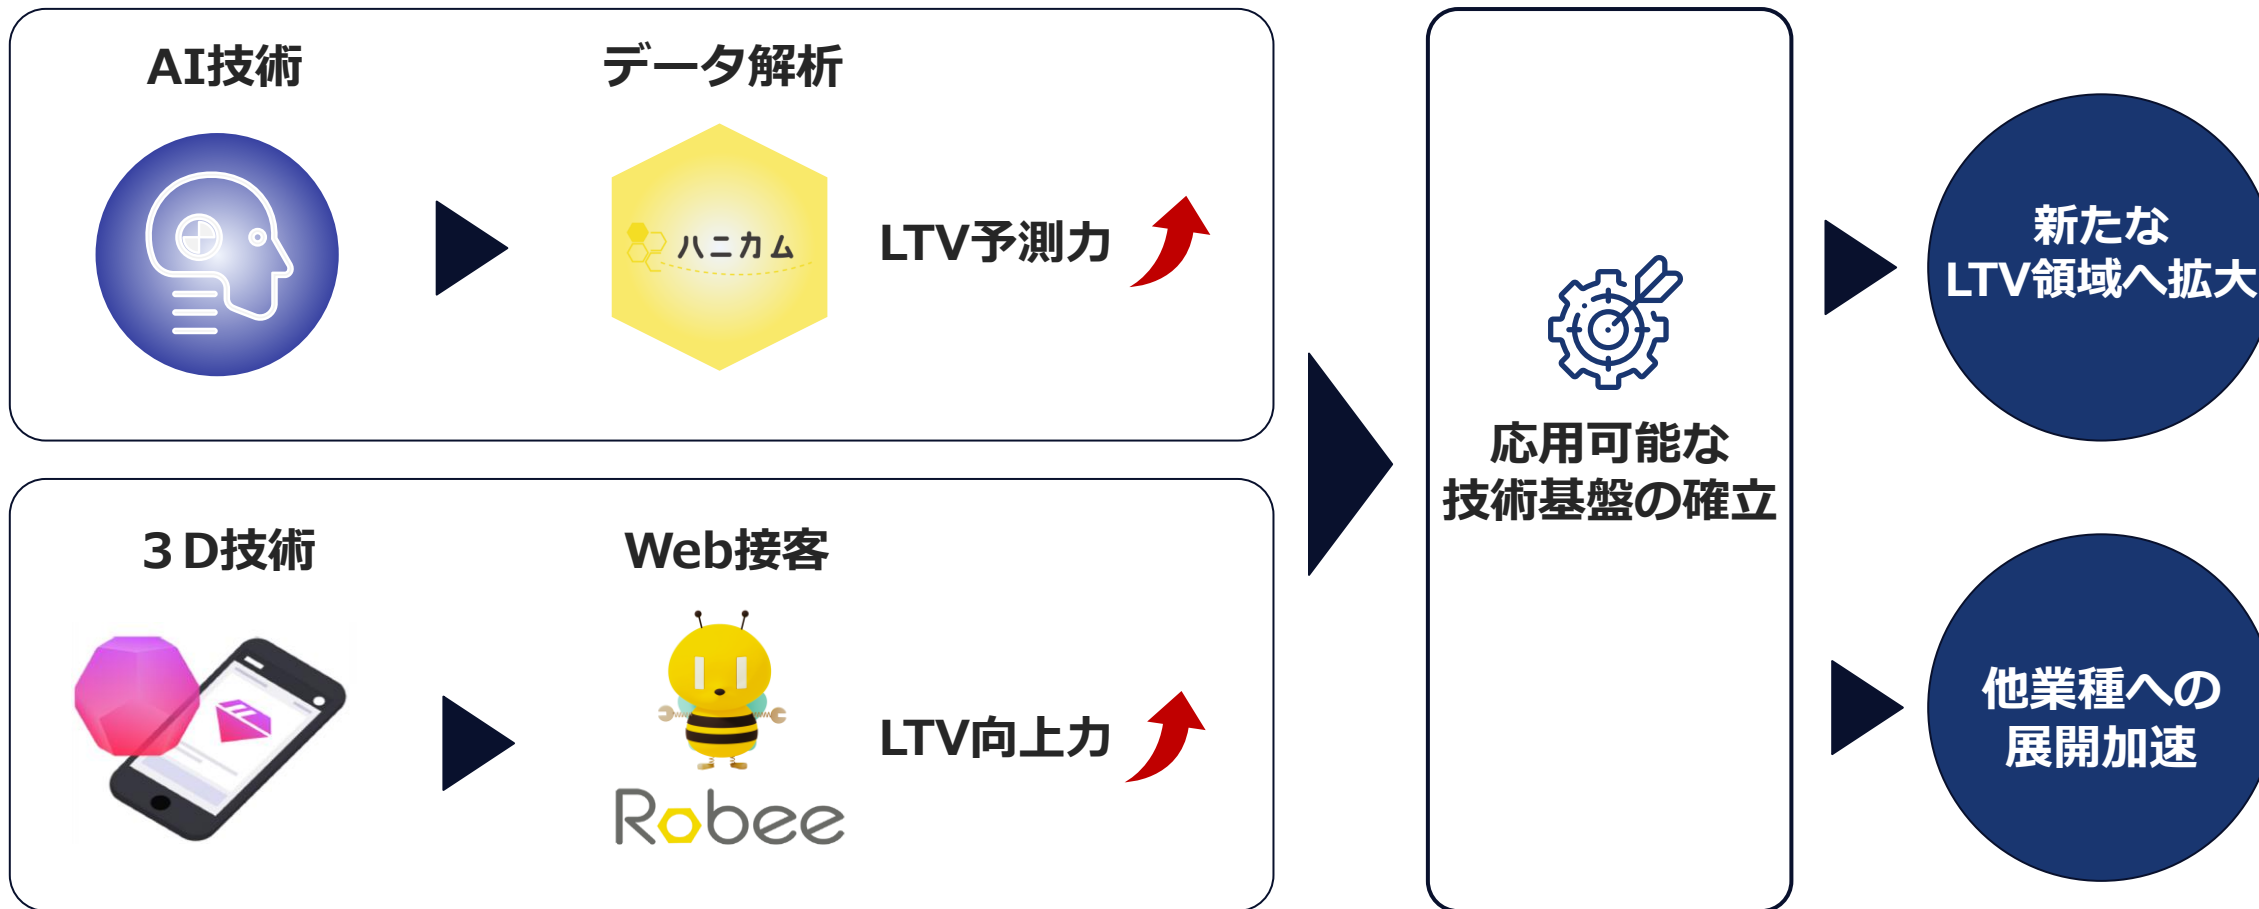 AI技術
データ解析
ハニカム
LTV予測力
3D技術
Web接客
Robee
LTV向上力
応用可能な
技術基盤の確立
新たな
LTV領域へ拡大
他業種への
展開加速